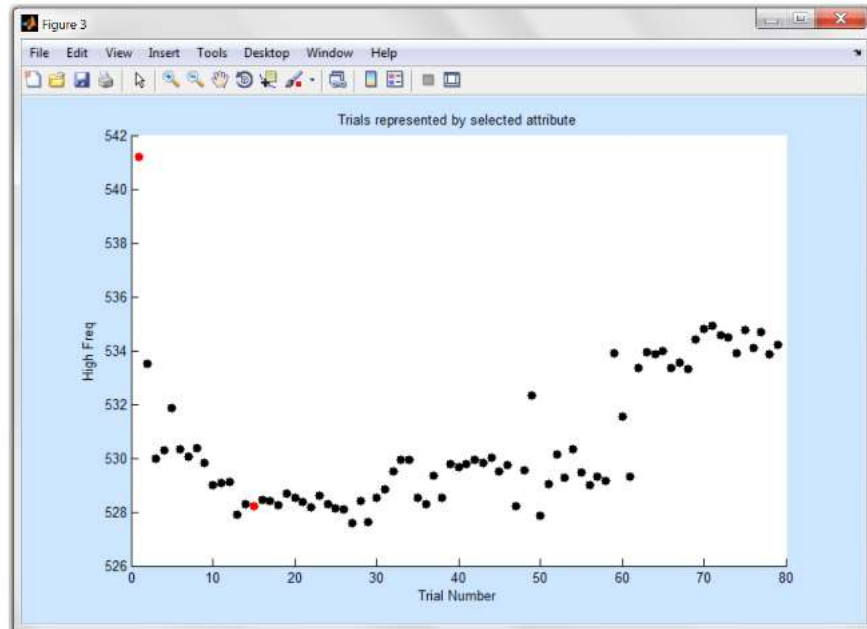 Figure 3
File Edit View Insert Tools Desktop Window Help
Trials represented by selected attribute
542
540
538
536
534
532
530
528
526
High Freq
0 10 20 30 40 50 60 70 80
Trial Number